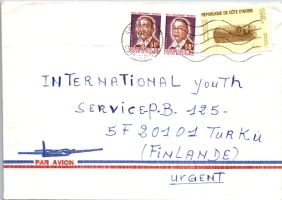 REPUBLIQUE DE CÔTE D'IVOIRE
INTERNATIONAL YOUTH
SERVICE-P.B. 125-
SF 20101 TURKU
(FINLANDE)
URGENT
PAR AVION